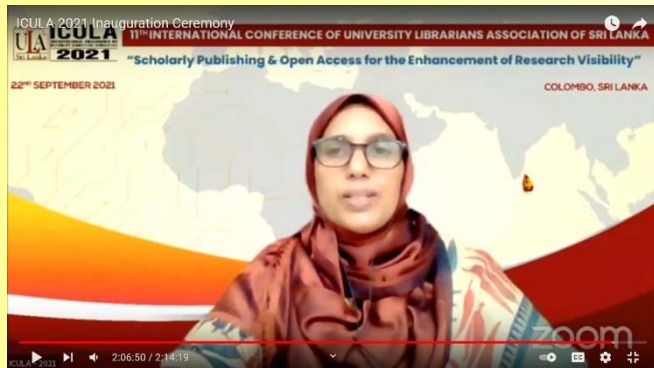 ICULA 2021 Inauguration Ceremony
ULA
Sri Lanka
ICULA
2021
11TH INTERNATIONAL CONFERENCE OF UNIVERSITY LIBRARIANS ASSOCIATION OF SRI LANKA
"Scholarly Publishing & Open Access for the Enhancement of Research Visibility"
22ND SEPTEMBER 2021
COLOMBO, SRI LANKA
zoom
2:06:50 / 2:14:19
CC
ICULA - 2021